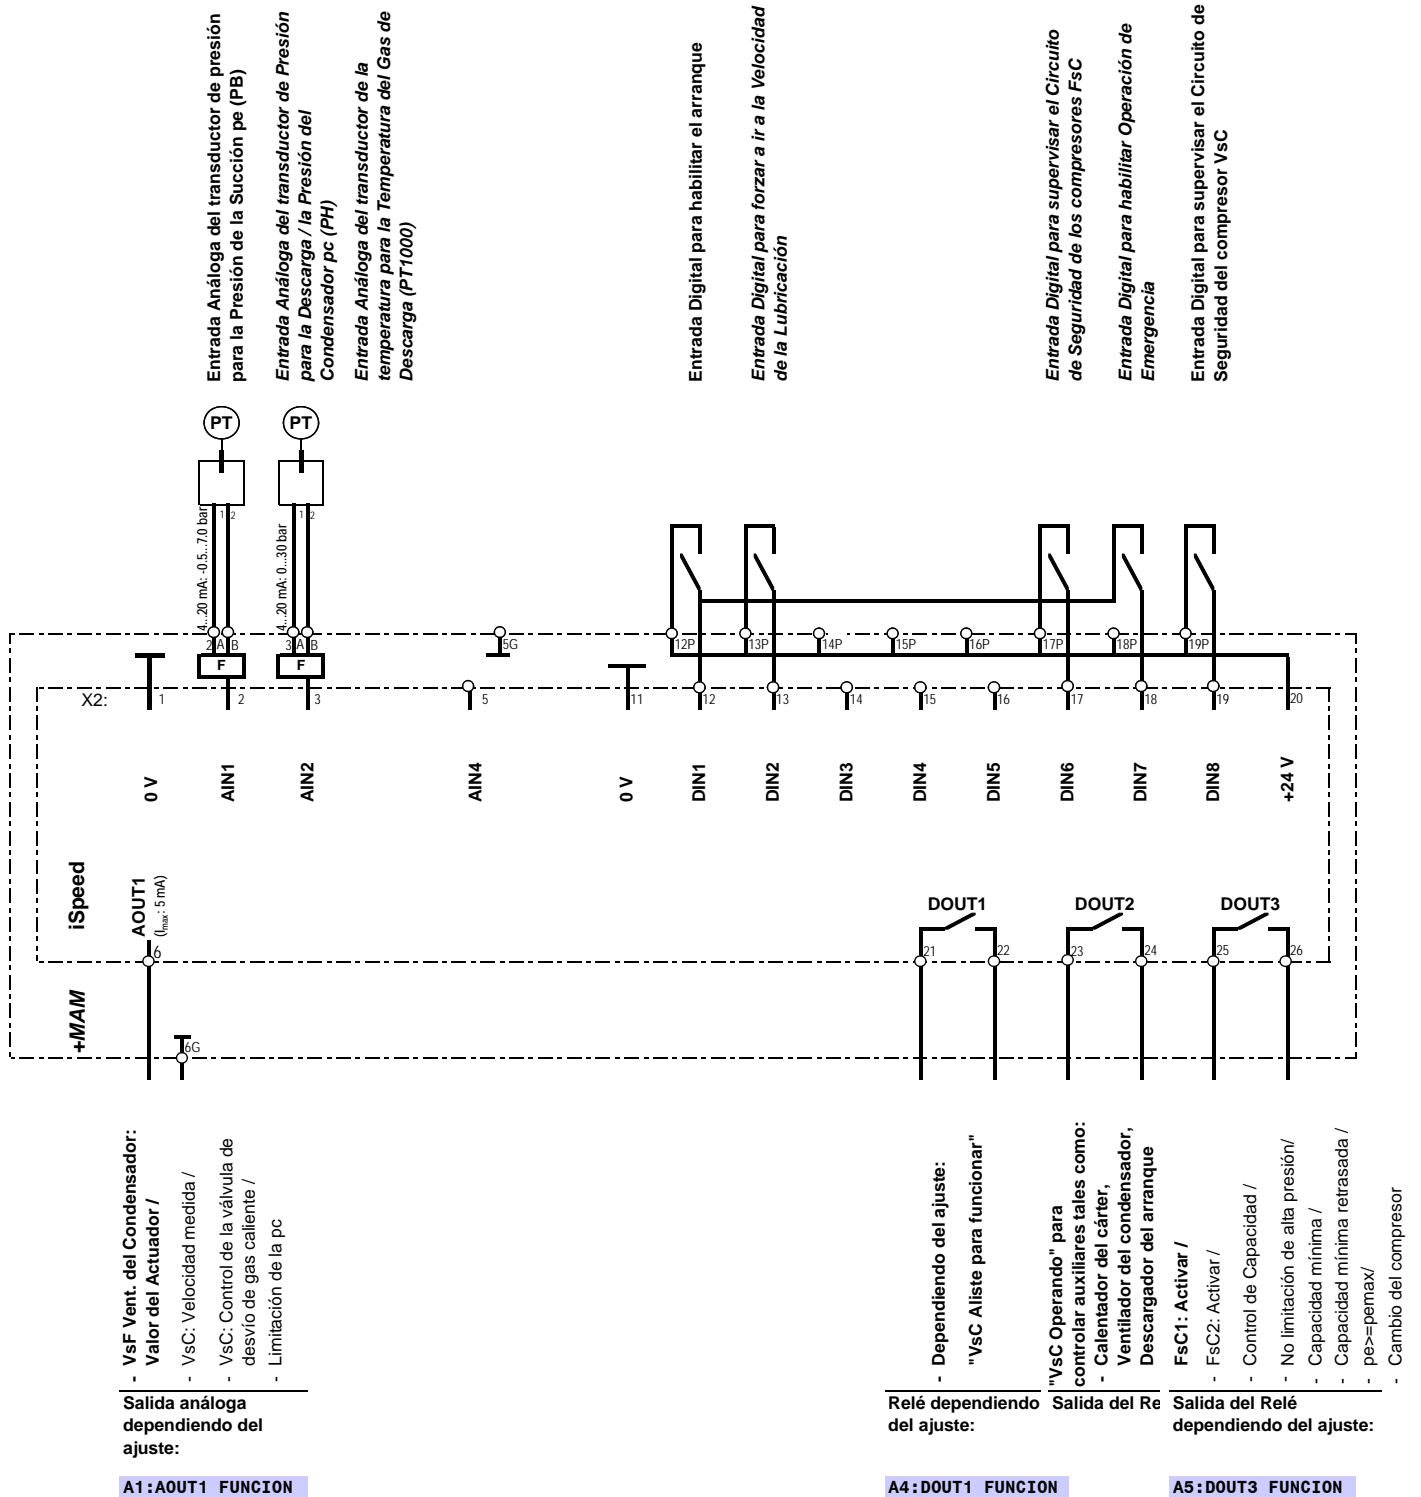 Entrada Análoga del transductor de presión
para la Presión de la Succión pe (PB)
Entrada Análoga del transductor de Presión
para la Descarga / la Presión del
Condensador pc (PH)
Entrada Análoga del transductor de la
temperatura para la Temperatura del Gas de
Descarga (PT1000)
Entrada Digital para habilitar el arranque
Entrada Digital para forzar a ir a la Velocidad
de la Lubricación
Entrada Digital para supervisar el Circuito
de Seguridad de los compresores FsC
Entrada Digital para habilitar Operación de
Emergencia
Entrada Digital para supervisar el Circuito de
Seguridad del compresor VsC
PT
PT
1 2
1 2
4...20 mA: -0.5...7.0 bar
4...20 mA: 0...30 bar
2 A B
3 A B
5G
12P
13P
14P
15P
16P
17P
18P
19P
F
F
X2:
1
2
3
5
11
12
13
14
15
16
17
18
19
20
0 V
AIN1
AIN2
AIN4
0 V
DIN1
DIN2
DIN3
DIN4
DIN5
DIN6
DIN7
DIN8
+24 V
iSpeed
AOUT1
(Imax: 5 mA)
DOUT1
DOUT2
DOUT3
6
21
22
23
24
25
26
+MAM
6G
- VsF Vent. del Condensador:
Valor del Actuador /
- VsC: Velocidad medida /
- VsC: Control de la válvula de
desvío de gas caliente /
- Limitación de la pc
Salida análoga
dependiendo del
ajuste:
A1:AOUT1 FUNCION
- Dependiendo del ajuste:
"VsC Aliste para funcionar"
Relé dependiendo
del ajuste:
A4:DOUT1 FUNCION
"VsC Operando" para
controlar auxiliares tales como:
- Calentador del cárter,
Ventilador del condensador,
Descargador del arranque
Salida del Re
FsC1: Activar /
- FsC2: Activar /
- Control de Capacidad /
- No limitación de alta presión/
- Capacidad mínima /
- Capacidad mínima retrasada /
- pe>=pemax/
- Cambio del compresor
Salida del Relé
dependiendo del ajuste:
A5:DOUT3 FUNCION